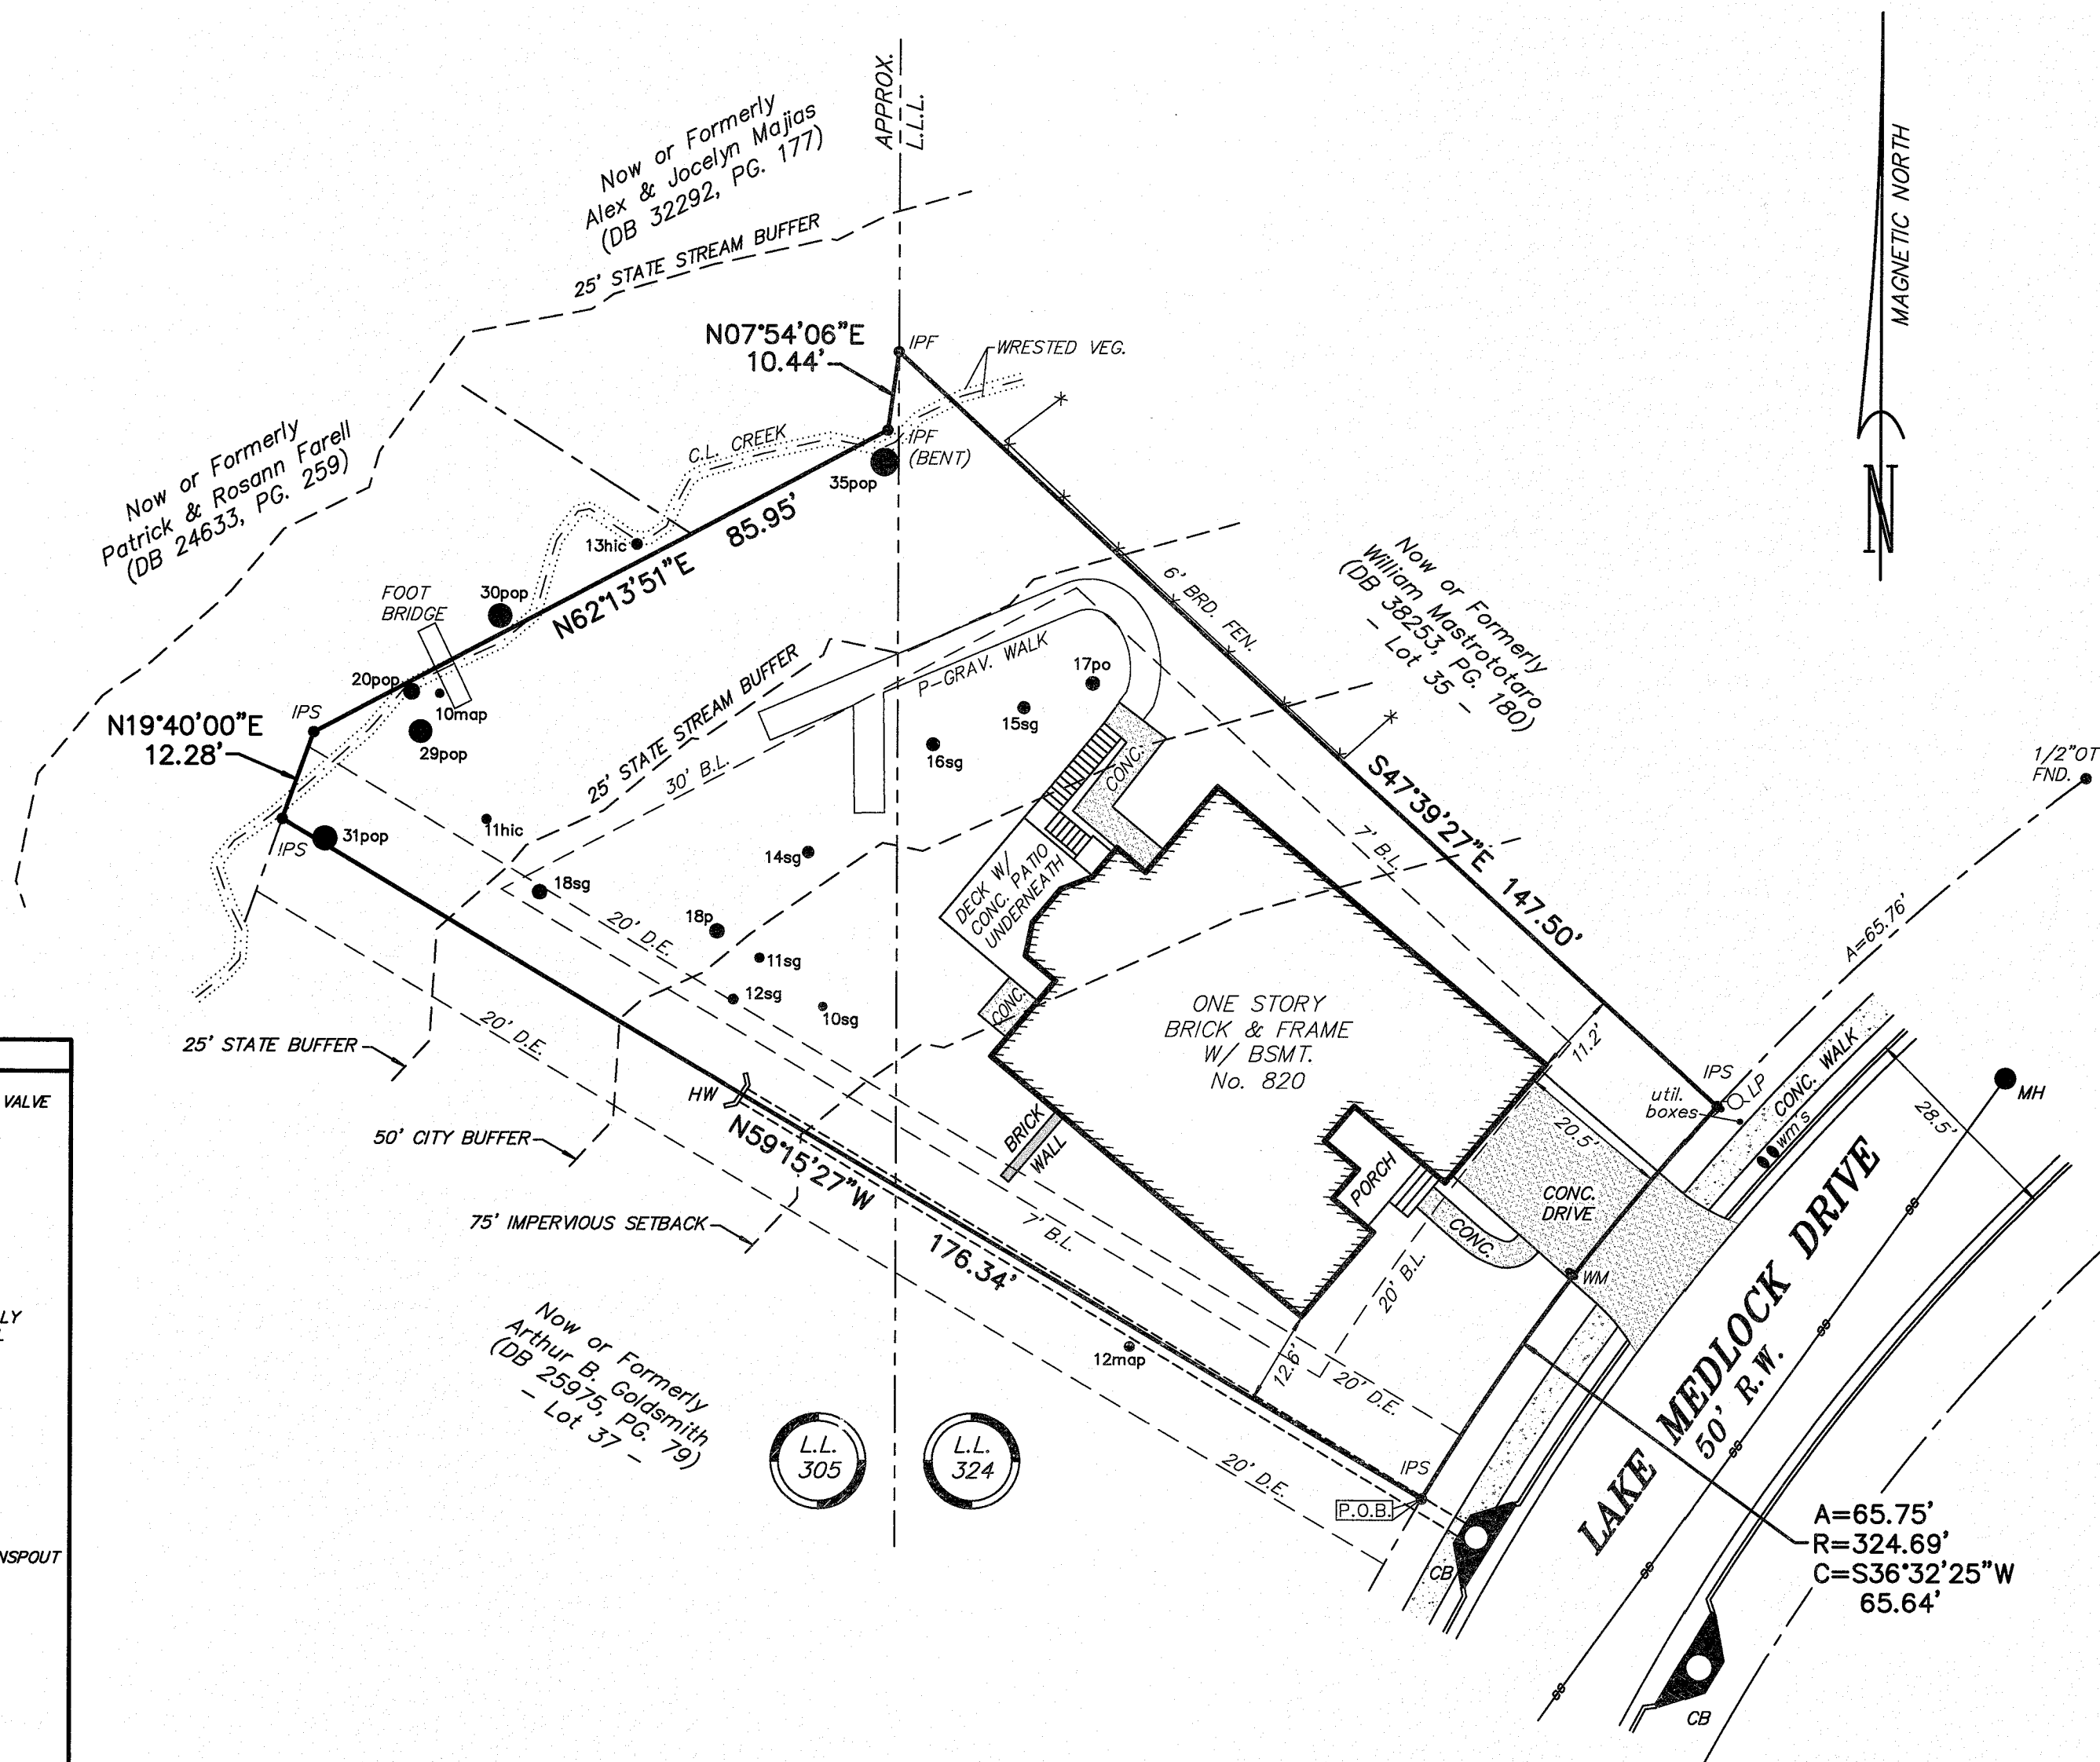 APPROX.
L.L.L.
MAGNETIC NORTH
N
Now or Formerly
Alex & Jocelyn Majias
(DB 32292, PG. 177)
25' STATE STREAM BUFFER
N07°54'06"E
10.44'
IPF
WRESTED VEG.
C.L. CREEK
IPF
(BENT)
35pop
Now or Formerly
Patrick & Rosann Farell
(DB 24633, PG. 259)
13hic
N62°13'51"E 85.95'
FOOT
BRIDGE
30pop
20pop
10map
29pop
IPS
N19°40'00"E
12.28'
IPS
31pop
11hic
25' STATE STREAM BUFFER
30' B.L.
P-GRAV. WALK
17po
15sg
16sg
6' BRD. FEN.
Now or Formerly
William Mastrototaro
(DB 38253, PG. 180)
- Lot 35 -
S47°39'27"E 147.50'
7' B.L.
1/2"OT
FND.
A=65.76'
14sg
18sg
20' D.E.
18p
11sg
12sg
10sg
CONC.
DECK W/
CONC. PATIO
UNDERNEATH
CONC.
ONE STORY
BRICK & FRAME
W/ BSMT.
No. 820
11.2'
IPS
LP
util.
boxes
CONC. WALK
wm's
28.5'
MH
20.5'
CONC.
DRIVE
PORCH
CONC.
20' B.L.
WM
BRICK
WALL
20' D.E.
25' STATE BUFFER
50' CITY BUFFER
75' IMPERVIOUS SETBACK
HW
N59°15'27"W
176.34'
7' B.L.
12map
12.6'
20' D.E.
20' D.E.
Now or Formerly
Arthur B. Goldsmith
(DB 25975, PG. 79)
- Lot 37 -
L.L.
305
L.L.
324
IPS
P.O.B.
CB
LAKE MEDLOCK DRIVE
50' R.W.
A=65.75'
R=324.69'
C=S36°32'25"W
65.64'
CB
VALVE
LY
NSPOUT